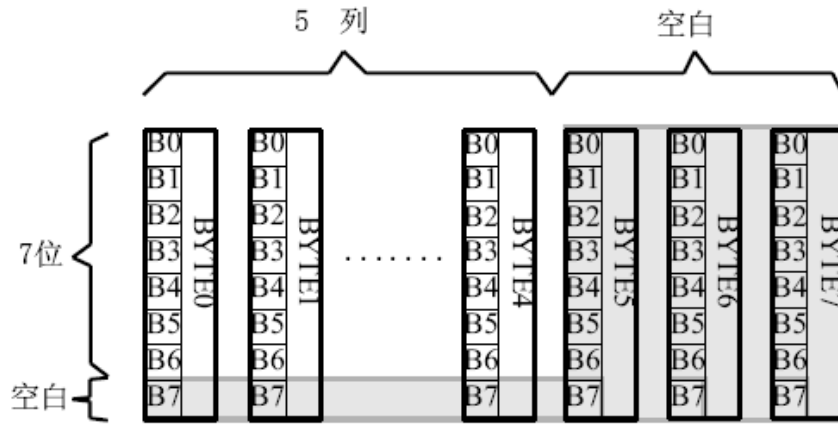 5 列 空白
B0 B0 B0 B0 B0 B0
B1 B1 B1 B1 B1 B1
B2 B2 B2 B2 B2 B2
7位 B3 B3 ....... B3 B3 B3 B3
B4 B4 B4 B4 B4 B4
B5 B5 B5 B5 B5 B5
B6 B6 B6 B6 B6 B6
空白 B7 B7 B7 B7 B7 B7
BYTE0 BYTE1 BYTE4 BYTE5 BYTE6 BYTE7